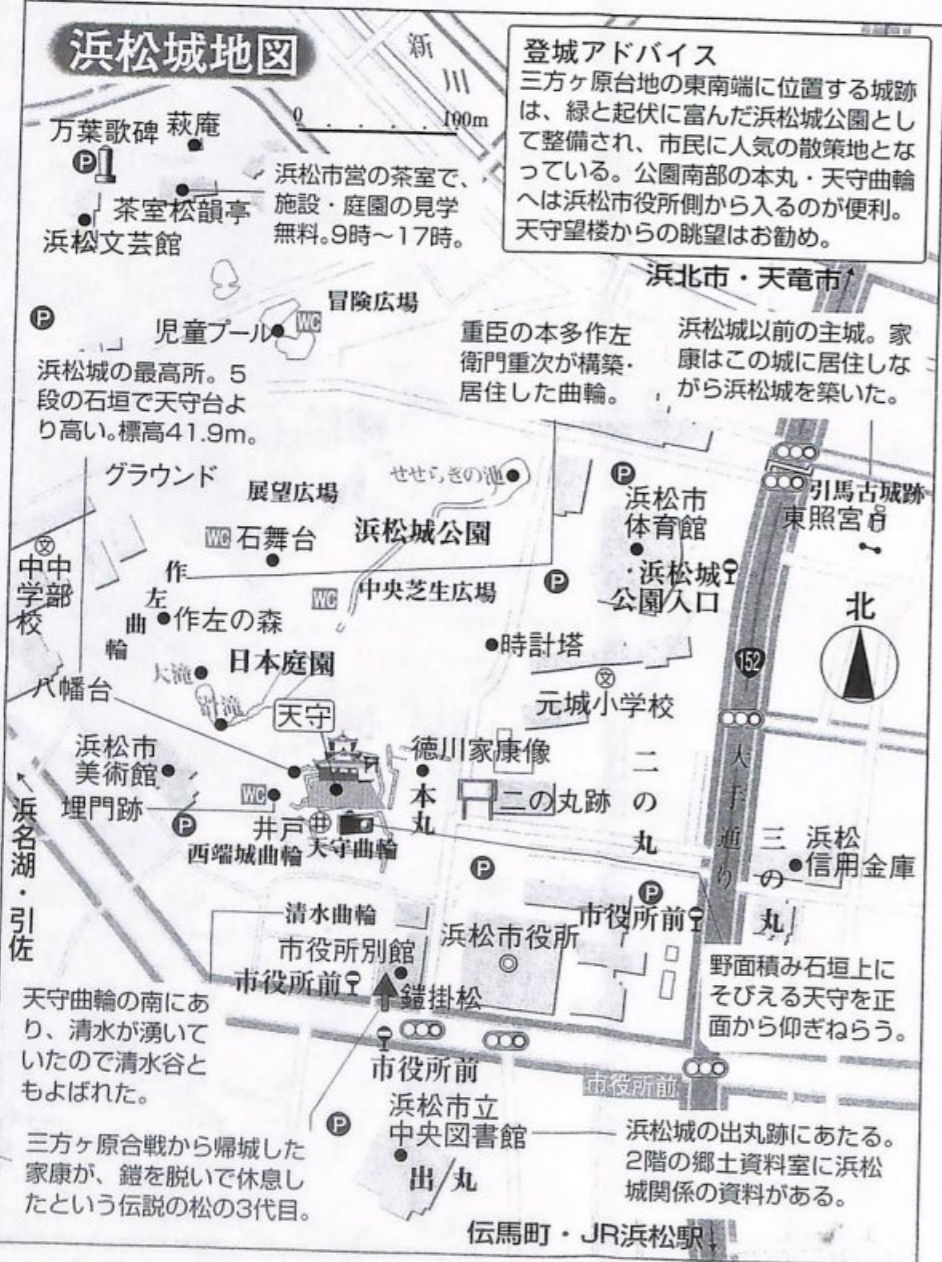 浜松城地図
新川
0 100m
登城アドバイス
三方ヶ原台地の東南端に位置する城跡
は、緑と起伏に富んだ浜松城公園とし
て整備され、市民に人気の散策地とな
っている。公園南部の本丸・天守曲輪
へは浜松市役所側から入るのが便利。
天守望楼からの眺望はお勧め。
万葉歌碑
萩庵
P
茶室松韻亭
浜松文芸館
浜松市営の茶室で、
施設・庭園の見学
無料。9時〜17時。
浜北市・天竜市
P
児童プール
WC
冒険広場
重臣の本多作左
衛門重次が構築・
居住した曲輪。
浜松城以前の主城。家
康はこの城に居住しな
がら浜松城を築いた。
浜松城の最高所。5
段の石垣で天守台よ
り高い。標高41.9m。
グラウンド
展望広場
せせらぎの池
P
浜松市
体育館
引馬古城跡
東照宮
WC
石舞台
浜松城公園
文
中部
中学校
作左曲輪
WC
中央芝生広場
P
・浜松城
公園入口
北
作左の森
時計塔
152
大滝
日本庭園
文
元城小学校
八幡台
天守
浜松市
美術館
徳川家康像
本丸
二の丸跡
二の丸
大手通り
三の丸
浜松
信用金庫
埋門跡
WC
P
井戸
井
西端城曲輪
天守曲輪
P
浜名湖・引佐
清水曲輪
P
市役所前
市役所別館
浜松市役所
市役所前
鎧掛松
野面積み石垣上に
そびえる天守を正
面から仰ぎねらう。
天守曲輪の南にあ
り、清水が湧いて
いたので清水谷と
もよばれた。
市役所前
市役所前
P
浜松市立
中央図書館
出丸
浜松城の出丸跡にあたる。
2階の郷土資料室に浜松
城関係の資料がある。
三方ヶ原合戦から帰城した
家康が、鎧を脱いで休息し
たという伝説の松の3代目。
伝馬町・JR浜松駅